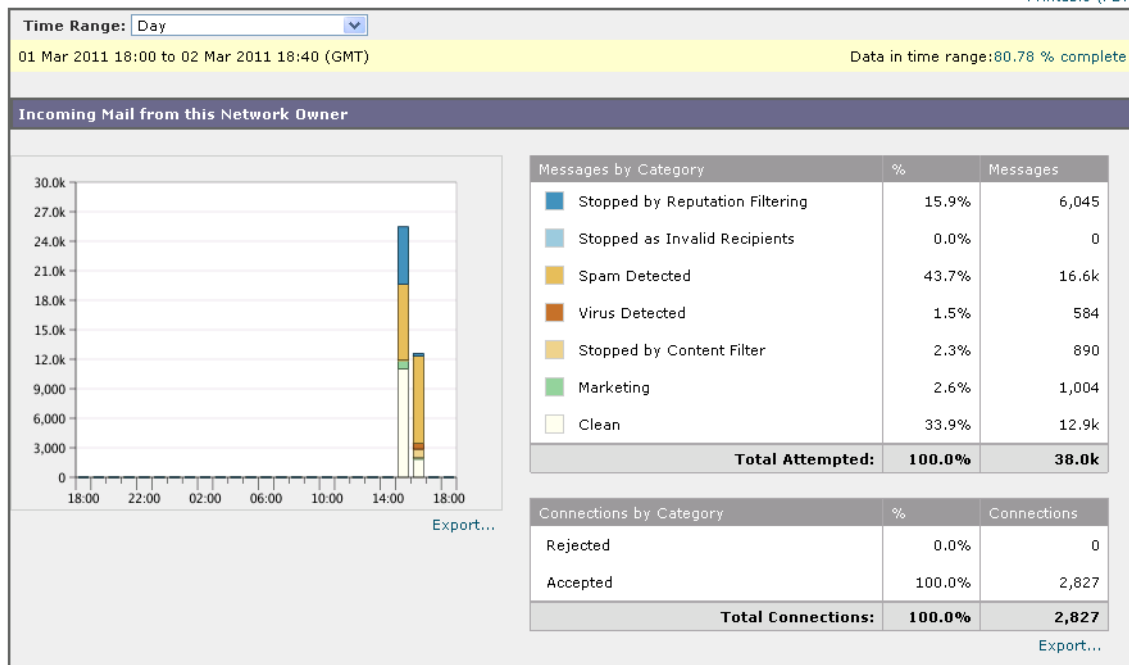 Time Range: Day
01 Mar 2011 18:00 to 02 Mar 2011 18:40 (GMT) Data in time range:80.78 % complete
Incoming Mail from this Network Owner
30.0k
27.0k
24.0k
21.0k
18.0k
15.0k
12.0k
9,000
6,000
3,000
0
18:00 22:00 02:00 06:00 10:00 14:00 18:00
Export...
Messages by Category % Messages
Stopped by Reputation Filtering 15.9% 6,045
Stopped as Invalid Recipients 0.0% 0
Spam Detected 43.7% 16.6k
Virus Detected 1.5% 584
Stopped by Content Filter 2.3% 890
Marketing 2.6% 1,004
Clean 33.9% 12.9k
Total Attempted: 100.0% 38.0k
Connections by Category % Connections
Rejected 0.0% 0
Accepted 100.0% 2,827
Total Connections: 100.0% 2,827
Export...